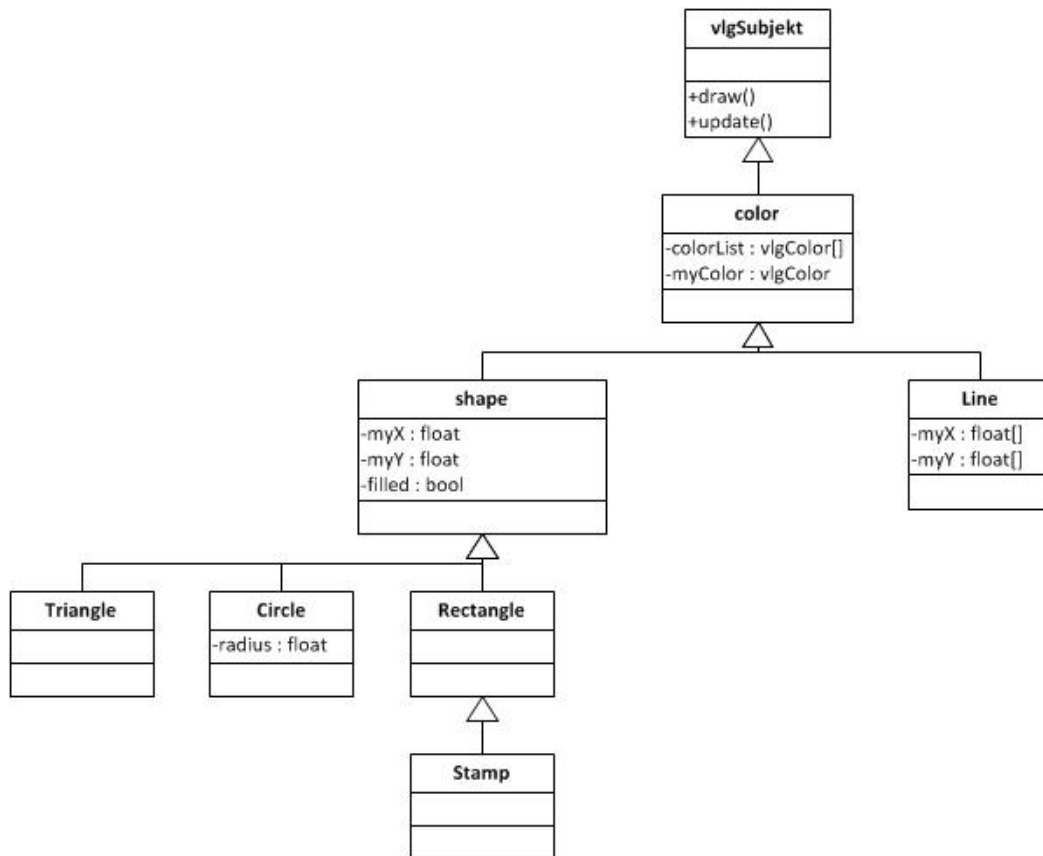 vlgSubjekt
+draw()
+update()
color
-colorList : vlgColor[]
-myColor : vlgColor
shape
-myX : float
-myY : float
-filled : bool
Line
-myX : float[]
-myY : float[]
Triangle
Circle
-radius : float
Rectangle
Stamp